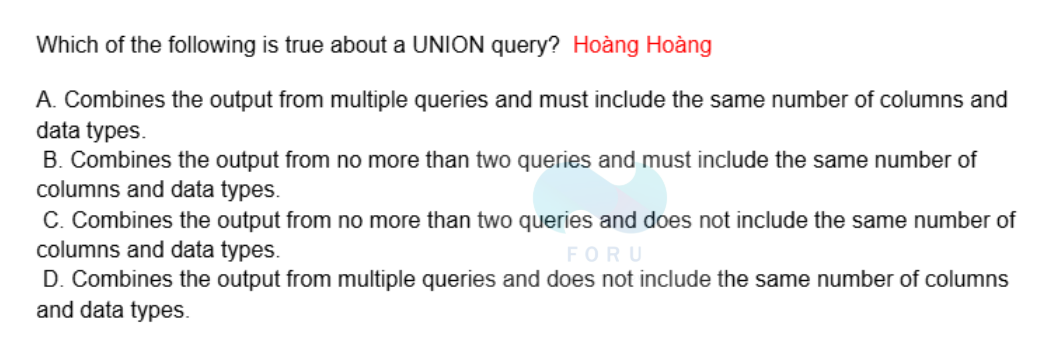 Which of the following is true about a UNION query? Hoàng Hoàng
A. Combines the output from multiple queries and must include the same number of columns and
data types.
B. Combines the output from no more than two queries and must include the same number of
columns and data types.
C. Combines the output from no more than two queries and does not include the same number of
columns and data types.
FORU
D. Combines the output from multiple queries and does not include the same number of columns
and data types.